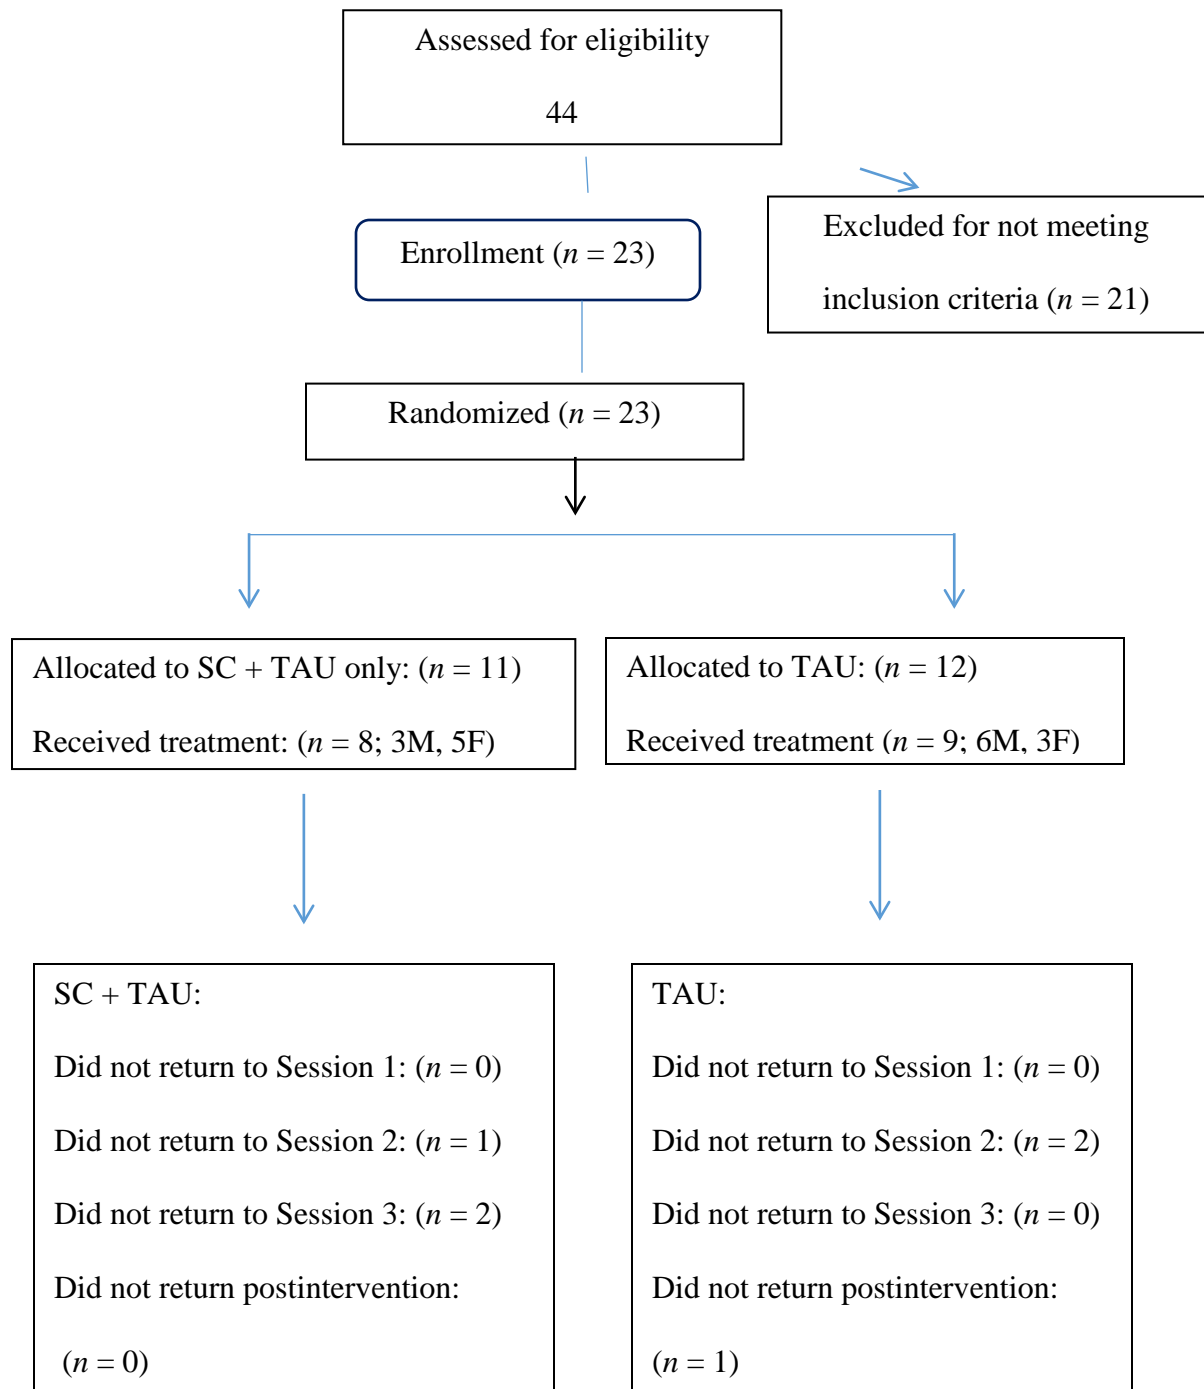 Assessed for eligibility
44
Enrollment (n = 23)
Excluded for not meeting
inclusion criteria (n = 21)
Randomized (n = 23)
Allocated to SC + TAU only: (n = 11)
Received treatment: (n = 8; 3M, 5F)
Allocated to TAU: (n = 12)
Received treatment (n = 9; 6M, 3F)
SC + TAU:
Did not return to Session 1: (n = 0)
Did not return to Session 2: (n = 1)
Did not return to Session 3: (n = 2)
Did not return postintervention:
(n = 0)
TAU:
Did not return to Session 1: (n = 0)
Did not return to Session 2: (n = 2)
Did not return to Session 3: (n = 0)
Did not return postintervention:
(n = 1)